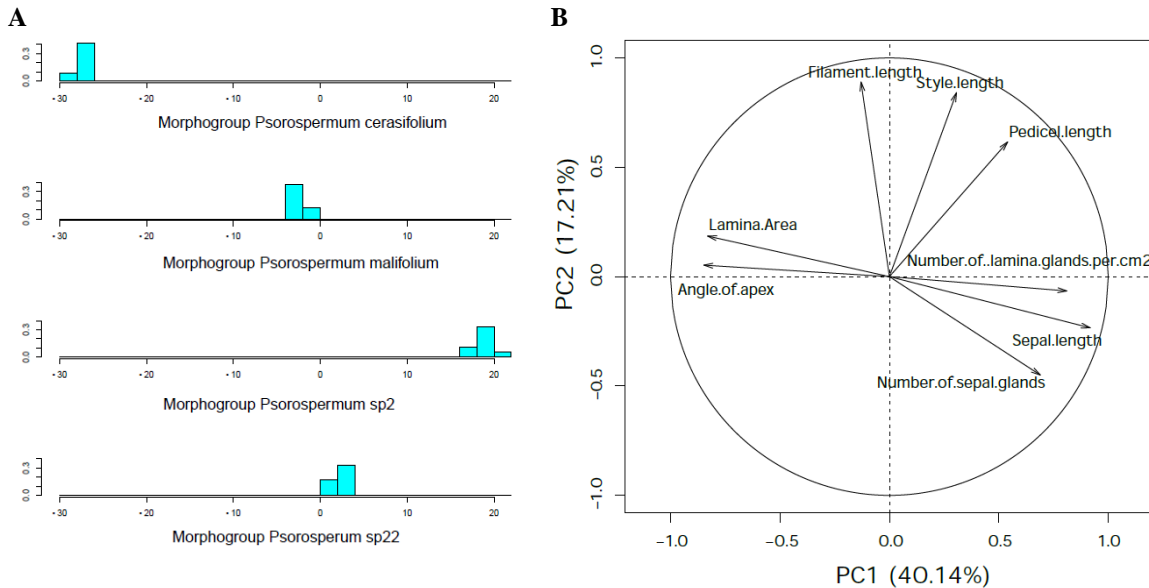 A
0.0 0.3
-30 -20 -10 0 10 20
Morphogroup Psorospermum cerasifolium
0.0 0.3
-30 -20 -10 0 10 20
Morphogroup Psorospermum malifolium
0.0 0.3
-30 -20 -10 0 10 20
Morphogroup Psorospermum sp2
0.0 0.3
-30 -20 -10 0 10 20
Morphogroup Psorosperum sp22
B
PC2 (17.21%)
1.0
0.5
0.0
-0.5
-1.0
Filament.length
Style.length
Pedicel.length
Lamina.Area
Number.of..lamina.glands.per.cm2
Angle.of.apex
Sepal.length
Number.of.sepal.glands
-1.0 -0.5 0.0 0.5 1.0
PC1 (40.14%)